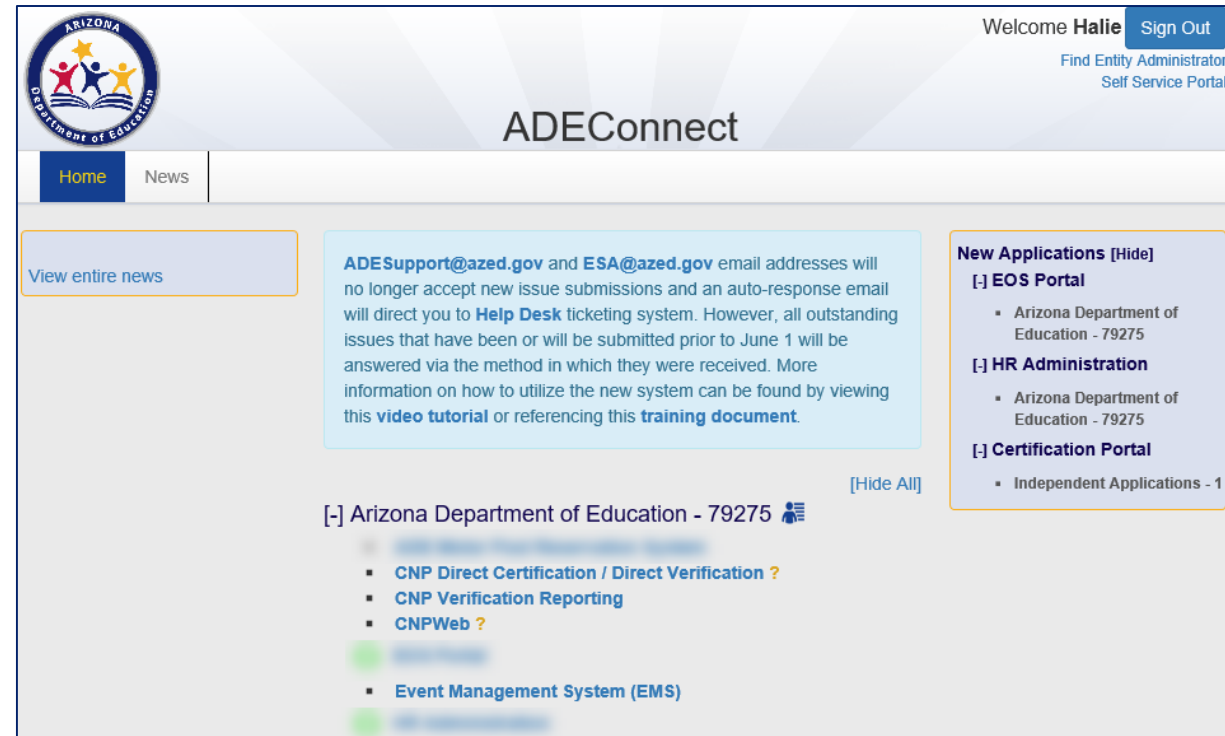 ARIZONA
Department of Education
Welcome Halie Sign Out
Find Entity Administrator
Self Service Portal
ADEConnect
Home News
View entire news
ADESupport@azed.gov and ESA@azed.gov email addresses will
no longer accept new issue submissions and an auto-response email
will direct you to Help Desk ticketing system. However, all outstanding
issues that have been or will be submitted prior to June 1 will be
answered via the method in which they were received. More
information on how to utilize the new system can be found by viewing
this video tutorial or referencing this training document.
New Applications [Hide]
[-] EOS Portal
▪ Arizona Department of
Education - 79275
[-] HR Administration
▪ Arizona Department of
Education - 79275
[-] Certification Portal
▪ Independent Applications - 1
[Hide All]
[-] Arizona Department of Education - 79275
▪ CNP Direct Certification / Direct Verification ?
▪ CNP Verification Reporting
▪ CNPWeb ?
▪ Event Management System (EMS)